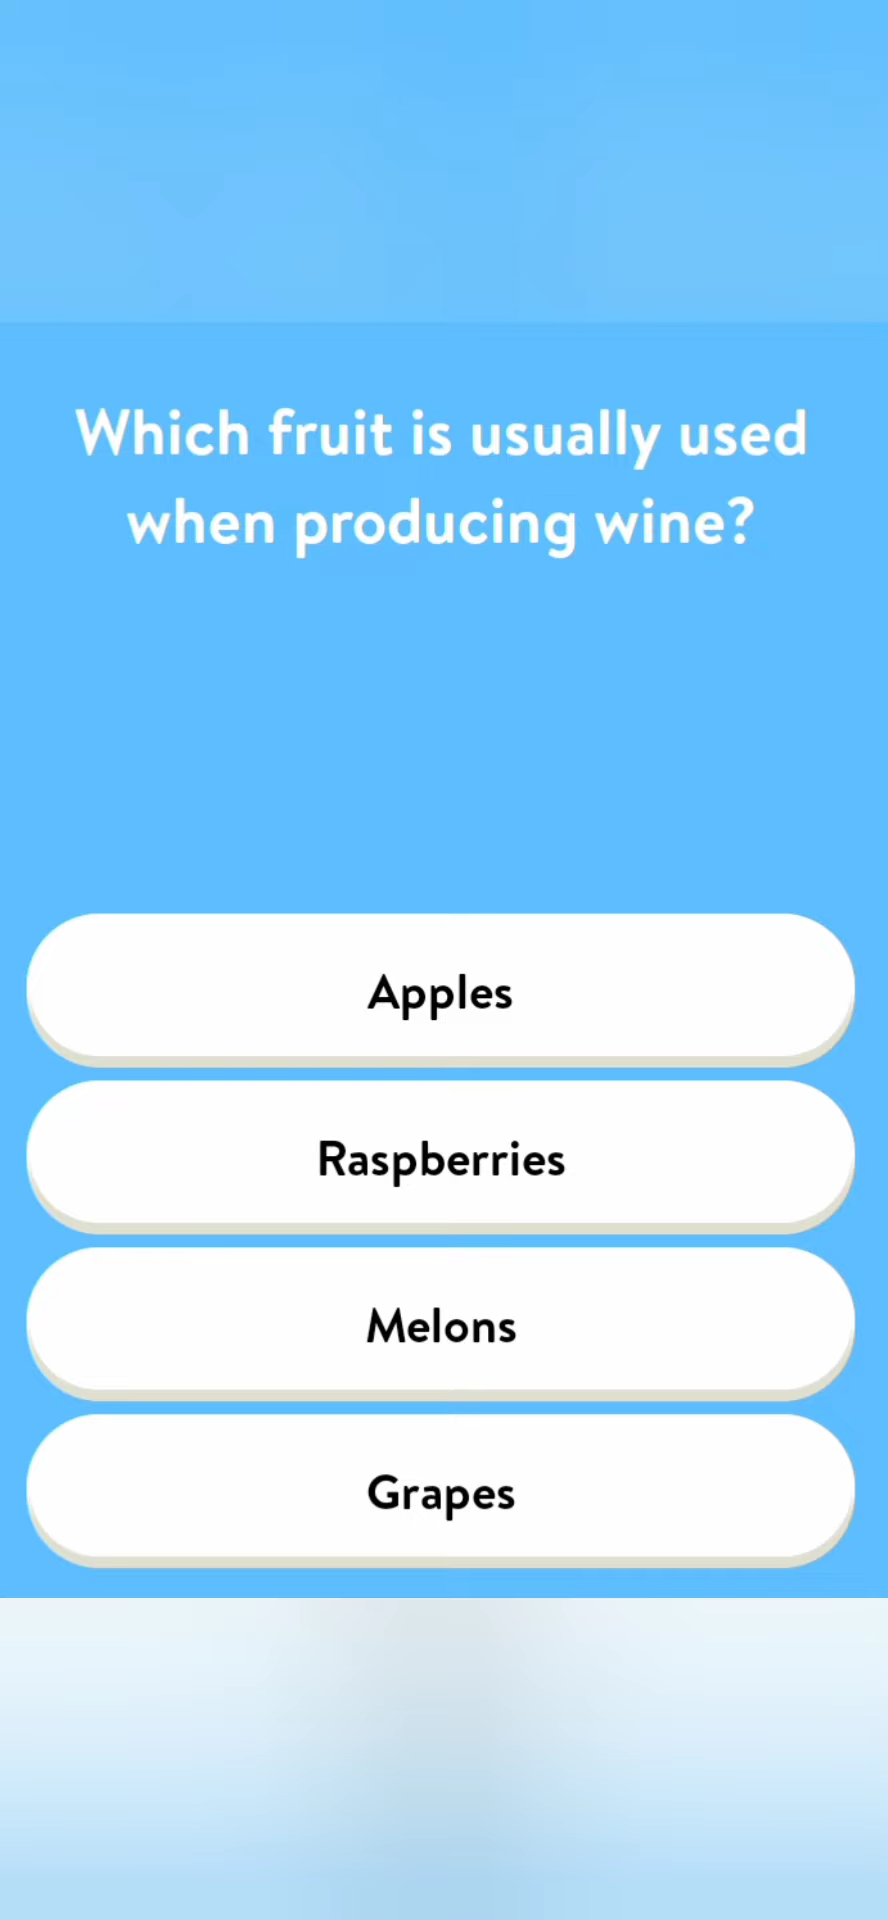 Which fruit is usually used
when producing wine?
Apples
Raspberries
Melons
Grapes